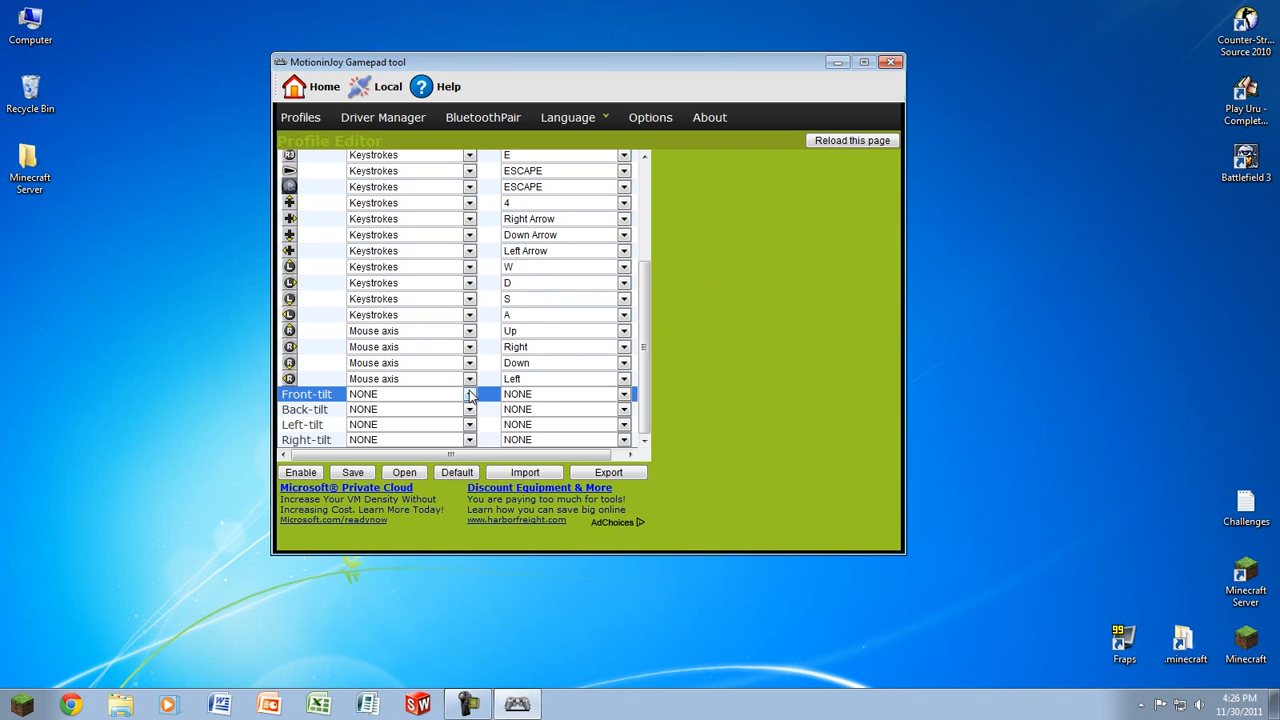 Computer
Recycle Bin
Minecraft
Server
Counter-Str...
Source 2010
Play Uru -
Complet...
Battlefield 3
MotioninJoy Gamepad tool
Home Local ? Help
Profiles Driver Manager BluetoothPair Language Options About
Profile Editor Reload this page
R3 Keystrokes E
Keystrokes ESCAPE
Keystrokes ESCAPE
Keystrokes 4
Keystrokes Right Arrow
Keystrokes Down Arrow
Keystrokes Left Arrow
L Keystrokes W
L Keystrokes D
L Keystrokes S
L Keystrokes A
R Mouse axis Up
R Mouse axis Right
R Mouse axis Down
R Mouse axis Left
Front-tilt NONE NONE
Back-tilt NONE NONE
Left-tilt NONE NONE
Right-tilt NONE NONE
Enable Save Open Default Import Export
Microsoft® Private Cloud
Increase Your VM Density Without
Increasing Cost. Learn More Today!
Microsoft.com/readynow
Discount Equipment & More
You are paying too much for tools!
Learn how you can save big online
www.harborfreight.com
AdChoices
Challenges
Minecraft
Server
99
Fraps
.minecraft
Minecraft
4:26 PM
11/30/2011